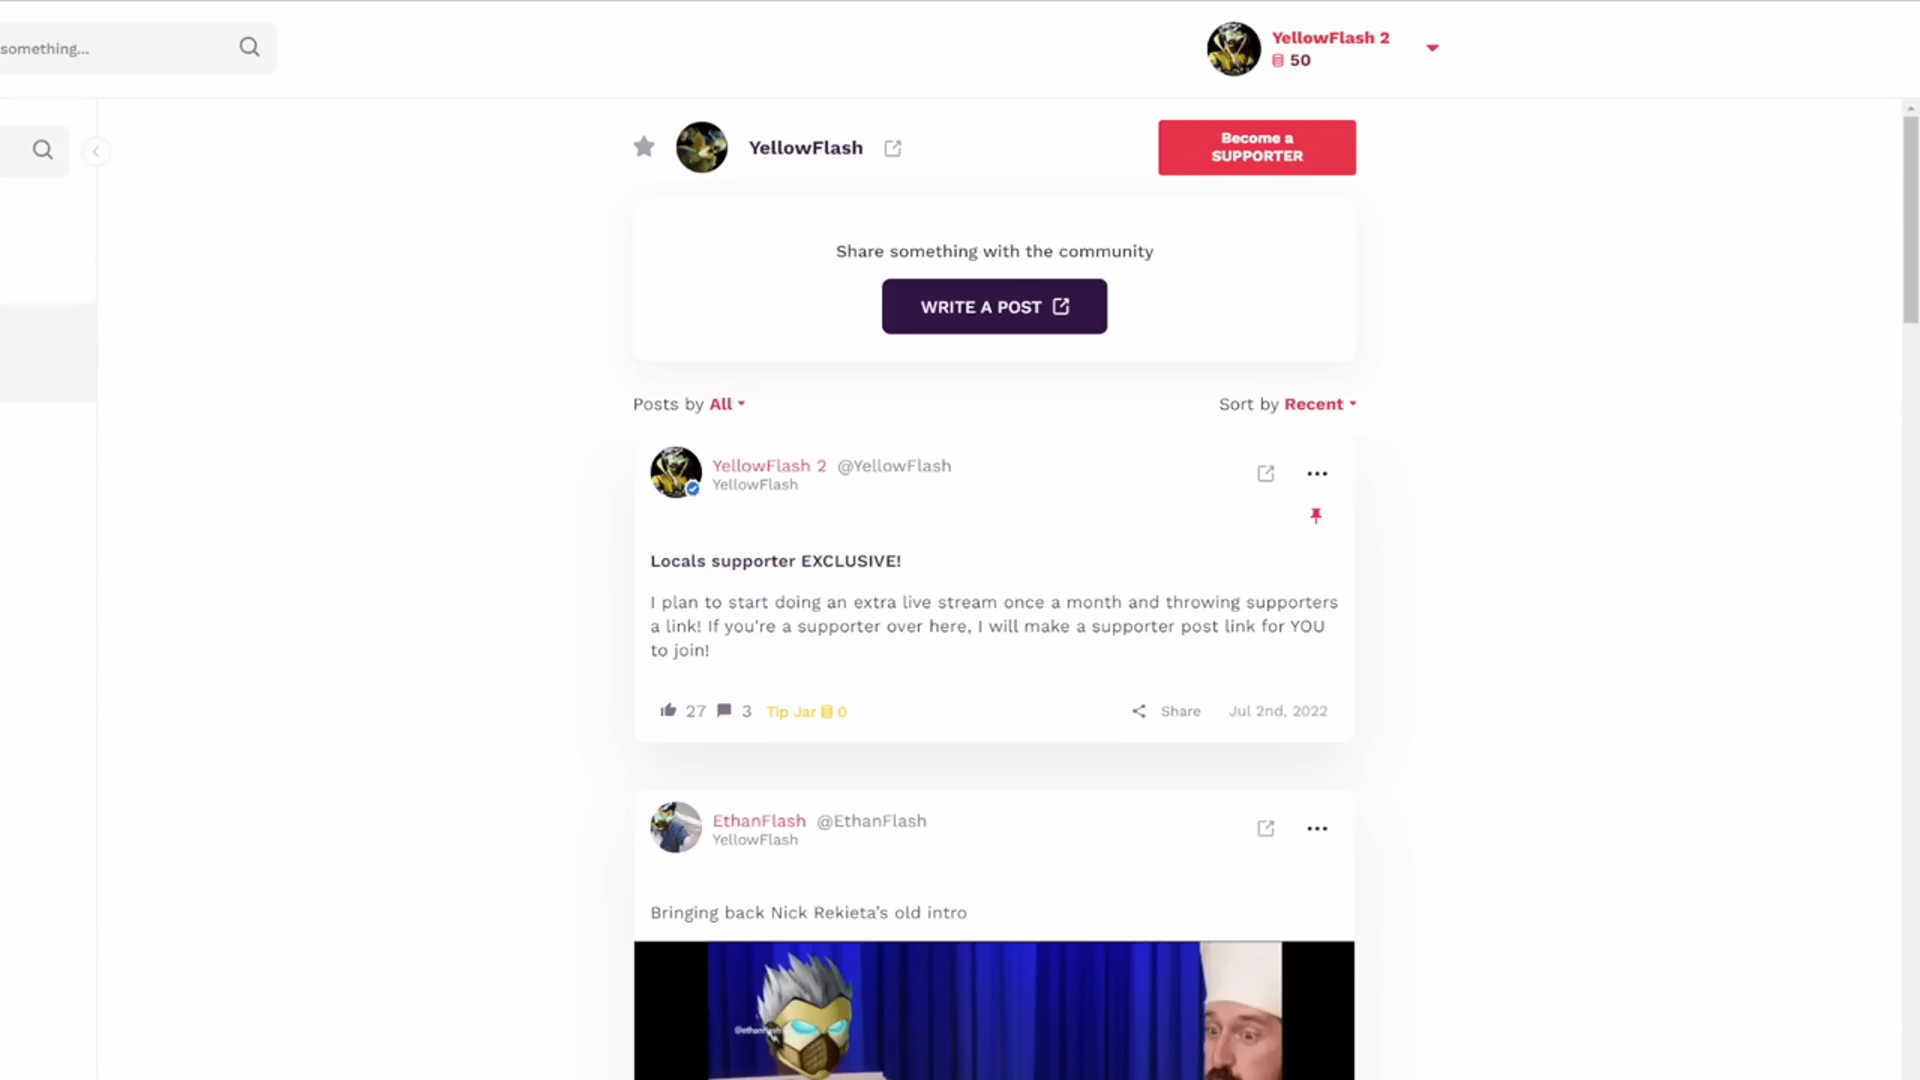 something...
YellowFlash 2
50
YellowFlash
Become a
SUPPORTER
Share something with the community
WRITE A POST
Posts by All
Sort by Recent
YellowFlash 2 @YellowFlash
YellowFlash
Locals supporter EXCLUSIVE!
I plan to start doing an extra live stream once a month and throwing supporters
a link! If you're a supporter over here, I will make a supporter post link for YOU
to join!
27 3 Tip Jar 0
Share Jul 2nd, 2022
EthanFlash @EthanFlash
YellowFlash
Bringing back Nick Rekieta's old intro
@ethanflash